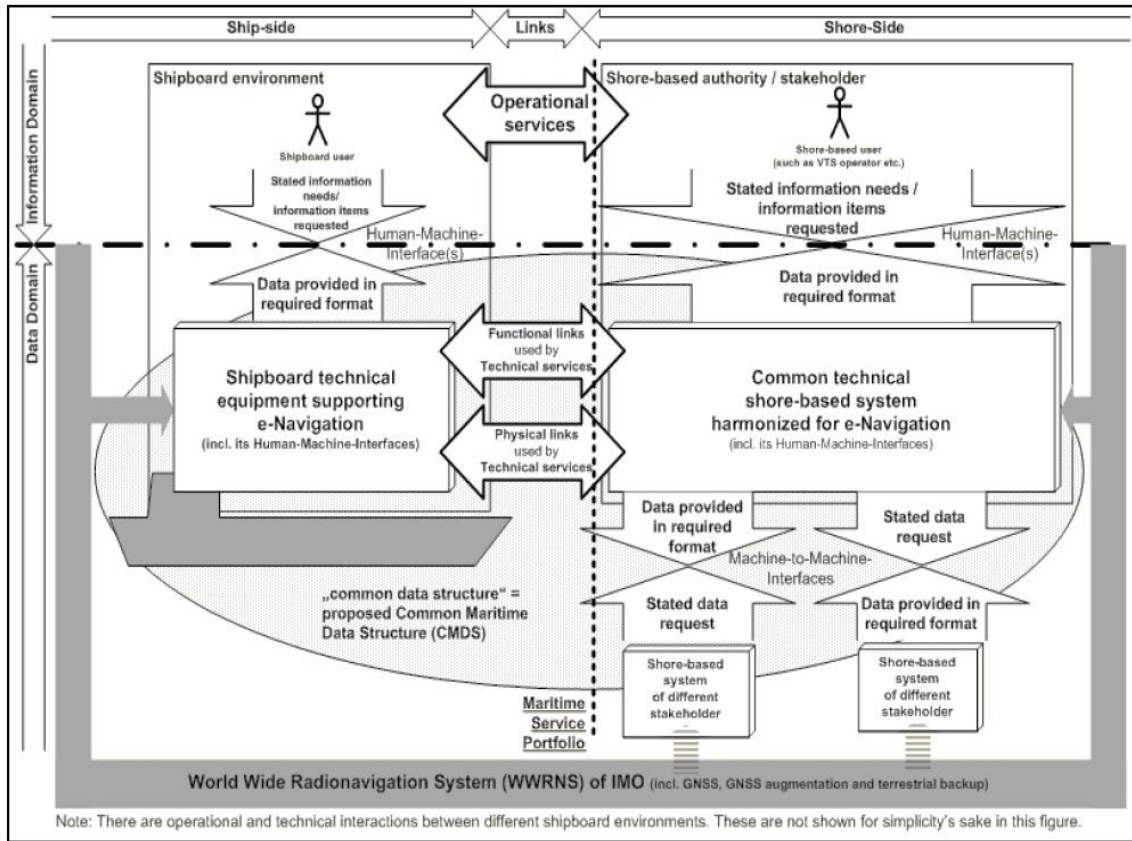 Ship-side
Links
Shore-Side
Information Domain
Data Domain
Shipboard environment
Shore-based authority / stakeholder
Operational
services
Shipboard user
Shore-based user
(such as VTS operator etc.)
Stated information
needs/
information items
requested
Stated information needs /
information items
requested
Human-Machine-
Interface(s)
Human-Machine-
Interface(s)
Data provided in
required format
Data provided in
required format
Functional links
used by
Technical services
Shipboard technical
equipment supporting
e-Navigation
(incl. its Human-Machine-Interfaces)
Common technical
shore-based system
harmonized for e-Navigation
(incl. its Human-Machine-Interfaces)
Physical links
used by
Technical services
Data provided
in required
format
Stated data
request
Machine-to-Machine-
Interfaces
Stated data
request
Data provided in
required format
„common data structure“ =
proposed Common Maritime
Data Structure (CMDS)
Shore-based
system
of different
stakeholder
Shore-based
system
of different
stakeholder
Maritime
Service
Portfolio
World Wide Radionavigation System (WWRNS) of IMO (incl. GNSS, GNSS augmentation and terrestrial backup)
Note: There are operational and technical interactions between different shipboard environments. These are not shown for simplicity's sake in this figure.